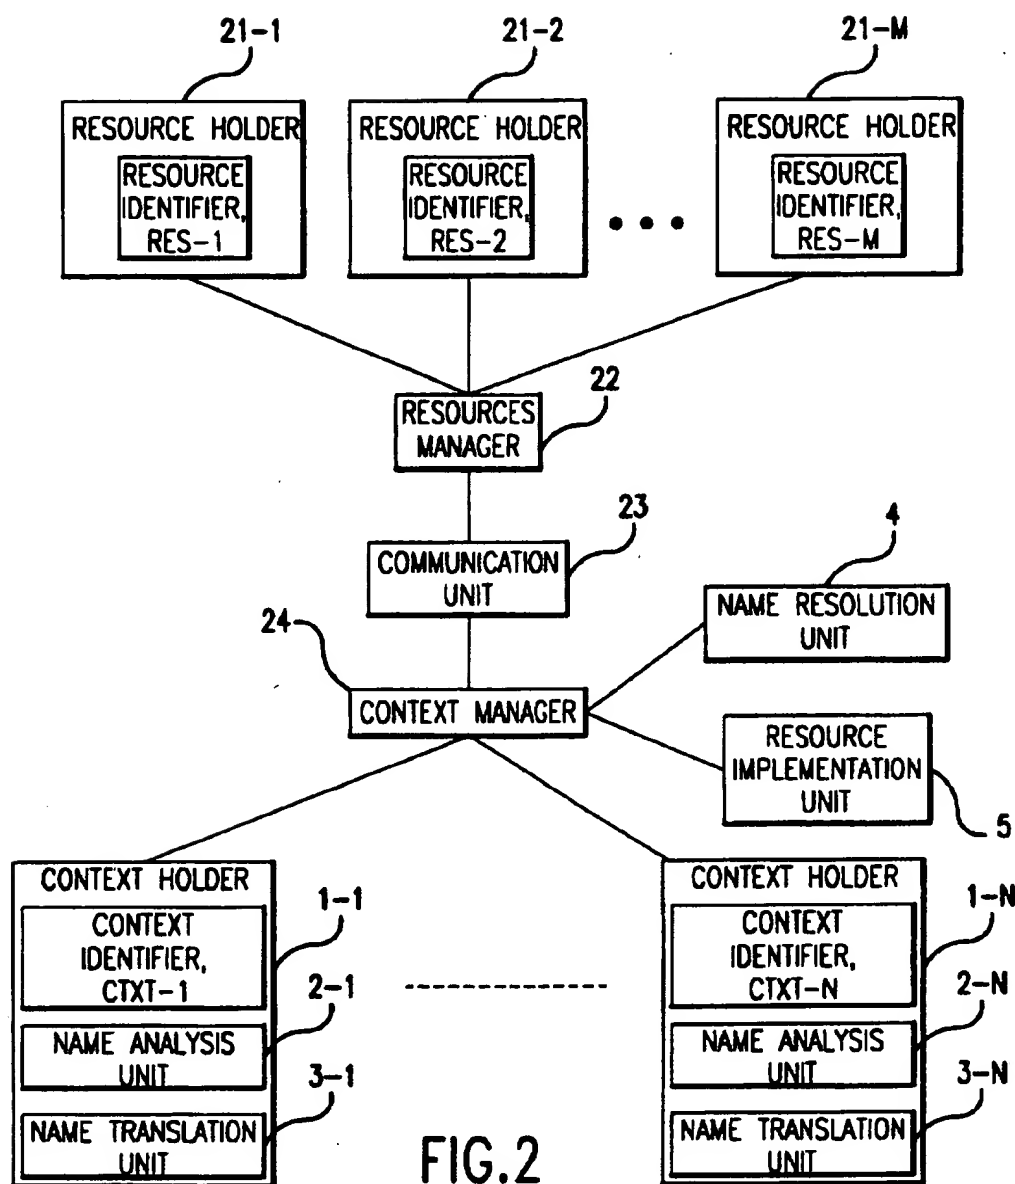 21-1
21-2
21-M
RESOURCE HOLDER
RESOURCE IDENTIFIER, RES-1
RESOURCE HOLDER
RESOURCE IDENTIFIER, RES-2
RESOURCE HOLDER
RESOURCE IDENTIFIER, RES-M
22
RESOURCES
MANAGER
23
COMMUNICATION
UNIT
4
NAME RESOLUTION
UNIT
24
CONTEXT MANAGER
RESOURCE
IMPLEMENTATION
UNIT
5
CONTEXT HOLDER
1-1
CONTEXT
IDENTIFIER,
CTXT-1
2-1
NAME ANALYSIS
UNIT
3-1
NAME TRANSLATION
UNIT
CONTEXT HOLDER
1-N
CONTEXT
IDENTIFIER,
CTXT-N
2-N
NAME ANALYSIS
UNIT
3-N
NAME TRANSLATION
UNIT
FIG.2